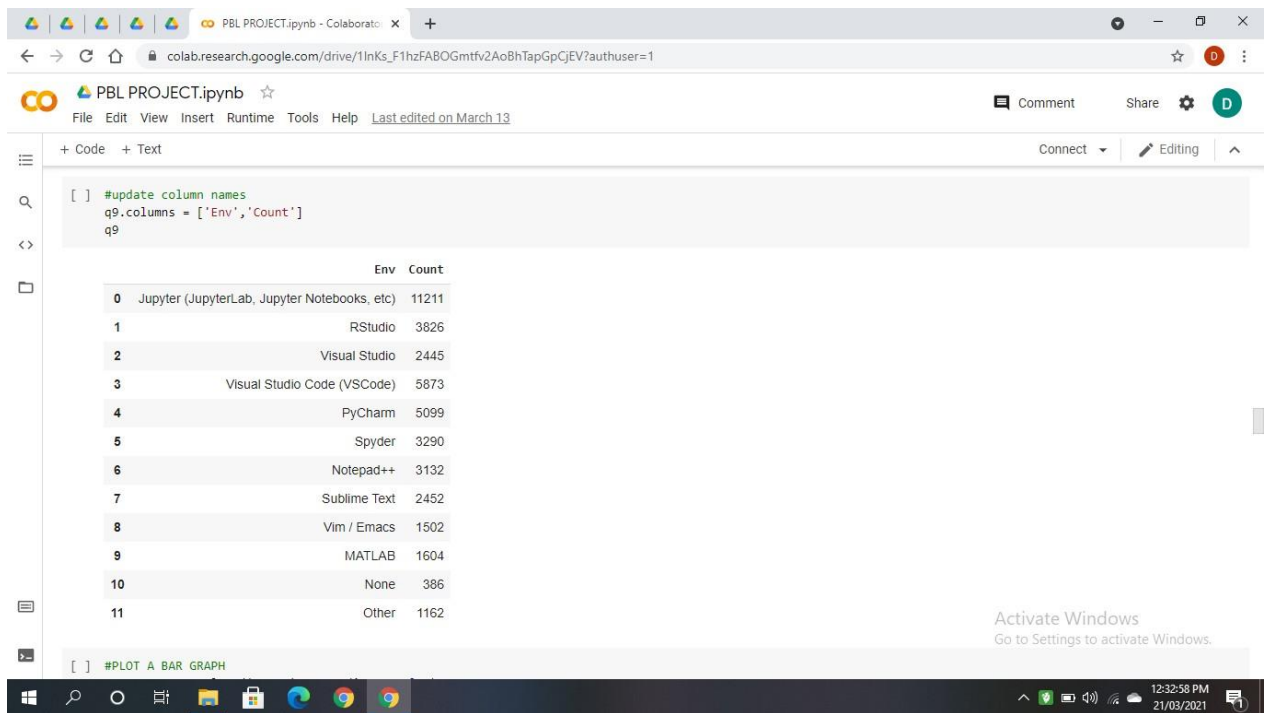 PBL PROJECT.ipynb - Colaborato
colab.research.google.com/drive/1InKs_F1hzFABOGmtfv2AoBhTapGpCjEV?authuser=1
D
PBL PROJECT.ipynb
Comment Share D
File Edit View Insert Runtime Tools Help Last edited on March 13
+ Code + Text Connect Editing
[ ] #update column names
q9.columns = ['Env','Count']
q9
Env Count
0 Jupyter (JupyterLab, Jupyter Notebooks, etc) 11211
1 RStudio 3826
2 Visual Studio 2445
3 Visual Studio Code (VSCode) 5873
4 PyCharm 5099
5 Spyder 3290
6 Notepad++ 3132
7 Sublime Text 2452
8 Vim / Emacs 1502
9 MATLAB 1604
10 None 386
11 Other 1162
Activate Windows
Go to Settings to activate Windows.
[ ] #PLOT A BAR GRAPH
12:32:58 PM
21/03/2021
1